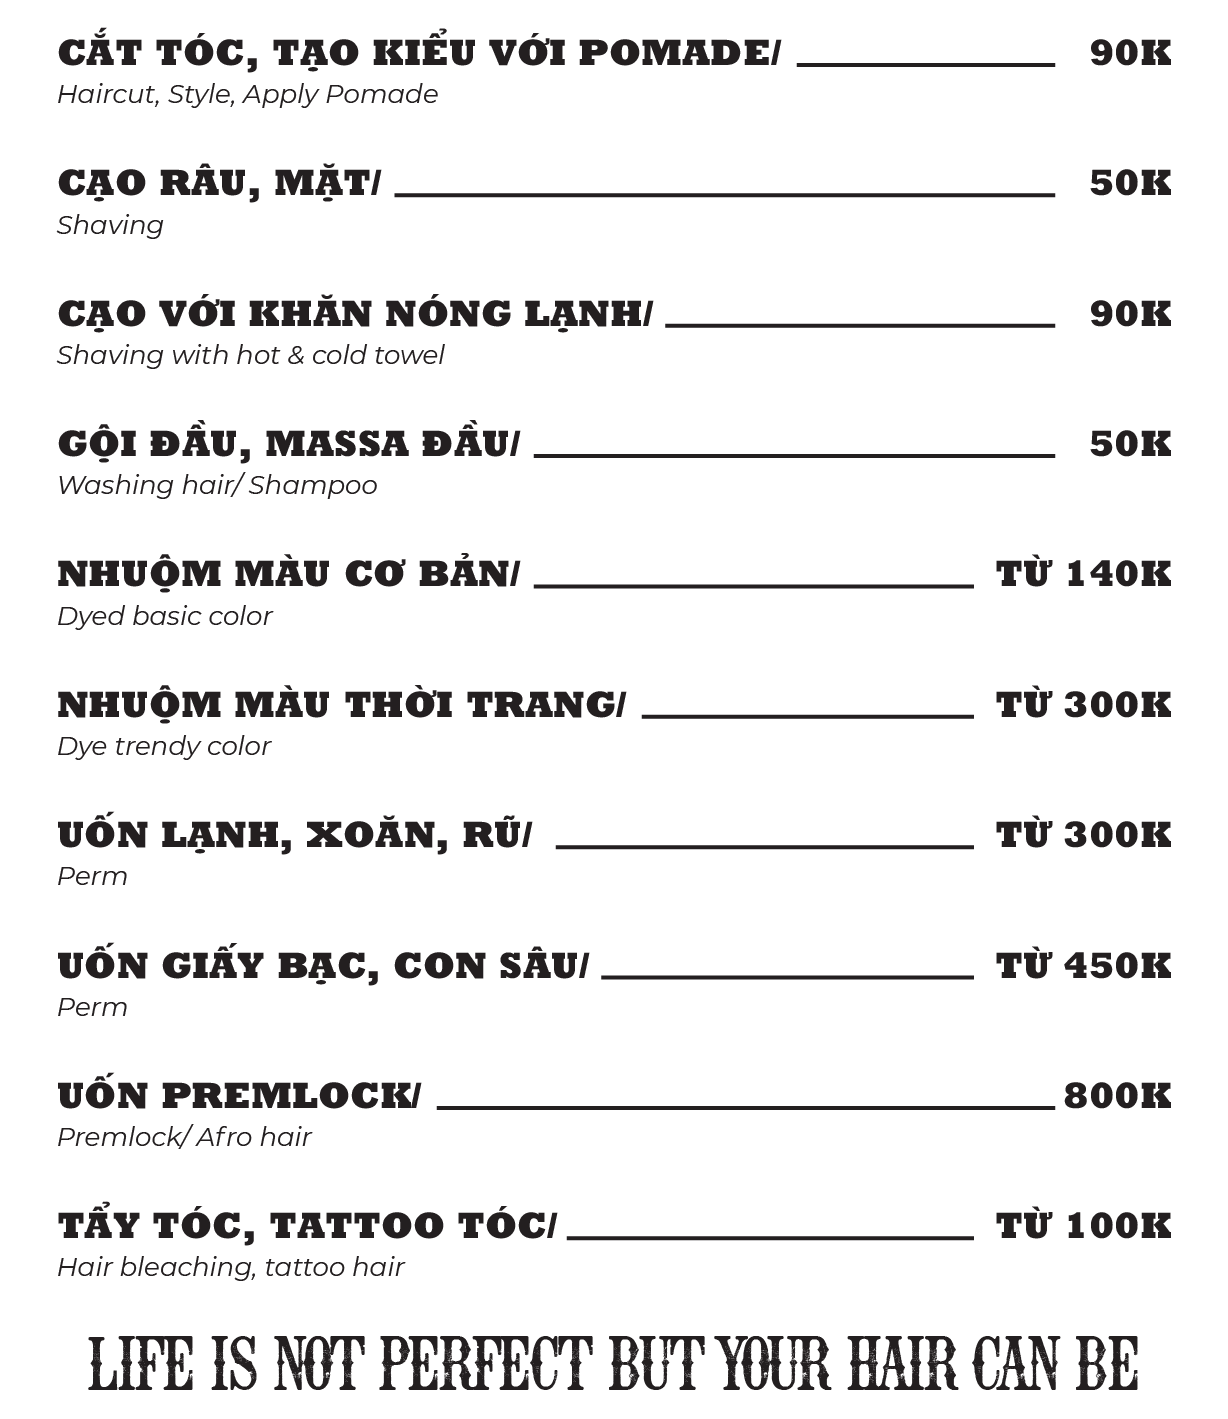 CẮT TÓC, TẠO KIỂU VỚI POMADE/ 90K
Haircut, Style, Apply Pomade
CẠO RÂU, MẶT/ 50K
Shaving
CẠO VỚI KHĂN NÓNG LẠNH/ 90K
Shaving with hot & cold towel
GỘI ĐẦU, MASSA ĐẦU/ 50K
Washing hair/ Shampoo
NHUỘM MÀU CƠ BẢN/ TỪ 140K
Dyed basic color
NHUỘM MÀU THỜI TRANG/ TỪ 300K
Dye trendy color
UỐN LẠNH, XOĂN, RŨ/ TỪ 300K
Perm
UỐN GIẤY BẠC, CON SÂU/ TỪ 450K
Perm
UỐN PREMLOCK/ 800K
Premlock/ Afro hair
TẨY TÓC, TATTOO TÓC/ TỪ 100K
Hair bleaching, tattoo hair
LIFE IS NOT PERFECT BUT YOUR HAIR CAN BE